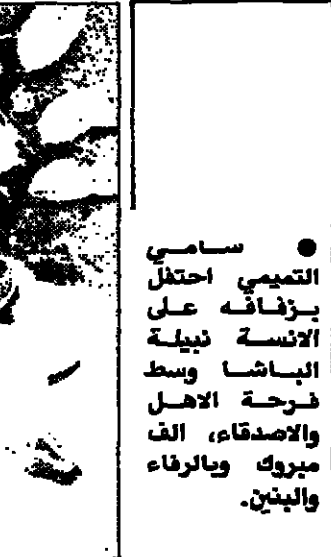 ● سامي
التميمي احتفل
بزفافه على
الانسة نبيلة
الباشا وسط
فرحة الاهل
والاصدقاء، الف
مبروك وبالرفاء
والبنين.